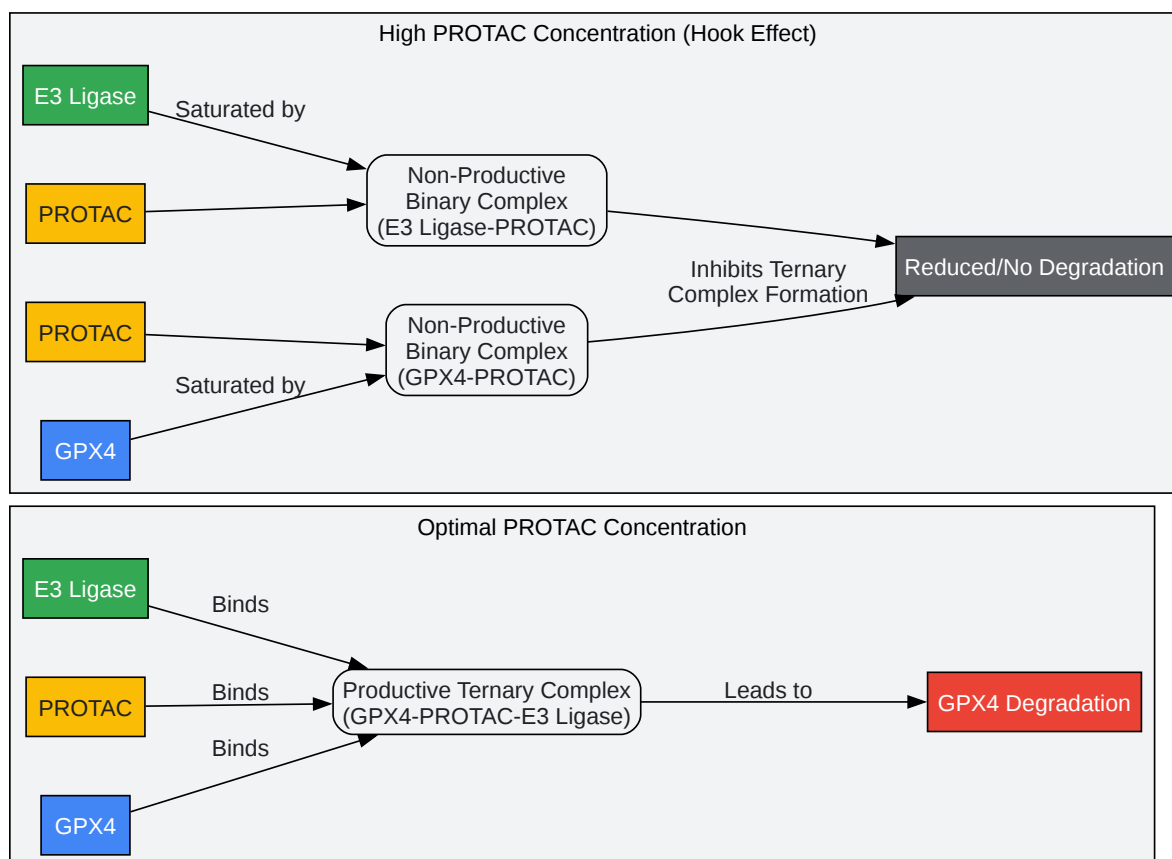 High PROTAC Concentration (Hook Effect)
E3 Ligase
Saturated by
PROTAC
Non-Productive
Binary Complex
(E3 Ligase-PROTAC)
Inhibits Ternary
Complex Formation
Reduced/No Degradation
PROTAC
Non-Productive
Binary Complex
(GPX4-PROTAC)
Saturated by
GPX4
Optimal PROTAC Concentration
E3 Ligase
Binds
PROTAC
Binds
Productive Ternary Complex
(GPX4-PROTAC-E3 Ligase)
Leads to
GPX4 Degradation
Binds
GPX4